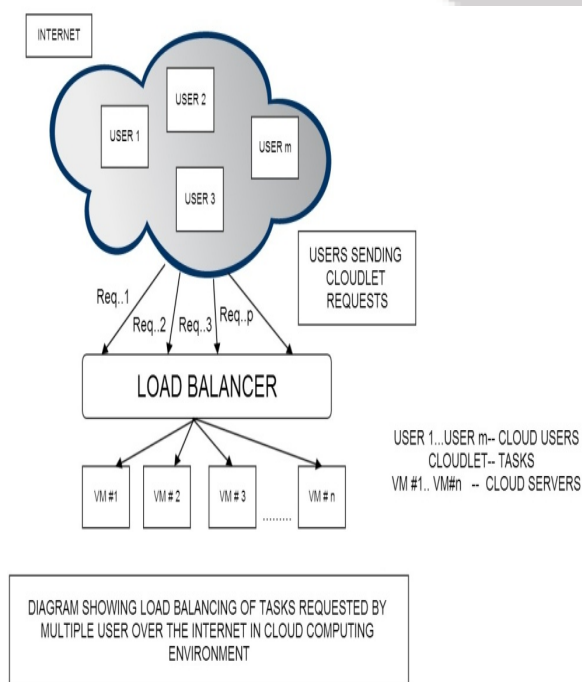 INTERNET
USER 2
USER 1
USER m
USER 3
USERS SENDING
CLOUDLET
REQUESTS
Req..1
Req..2
Req..3
Req..p
LOAD BALANCER
USER 1...USER m-- CLOUD USERS
CLOUDLET-- TASKS
VM #1.. VM#n -- CLOUD SERVERS
VM #1
VM # 2
VM # 3
.........
VM # n
DIAGRAM SHOWING LOAD BALANCING OF TASKS REQUESTED BY
MULTIPLE USER OVER THE INTERNET IN CLOUD COMPUTING
ENVIRONMENT